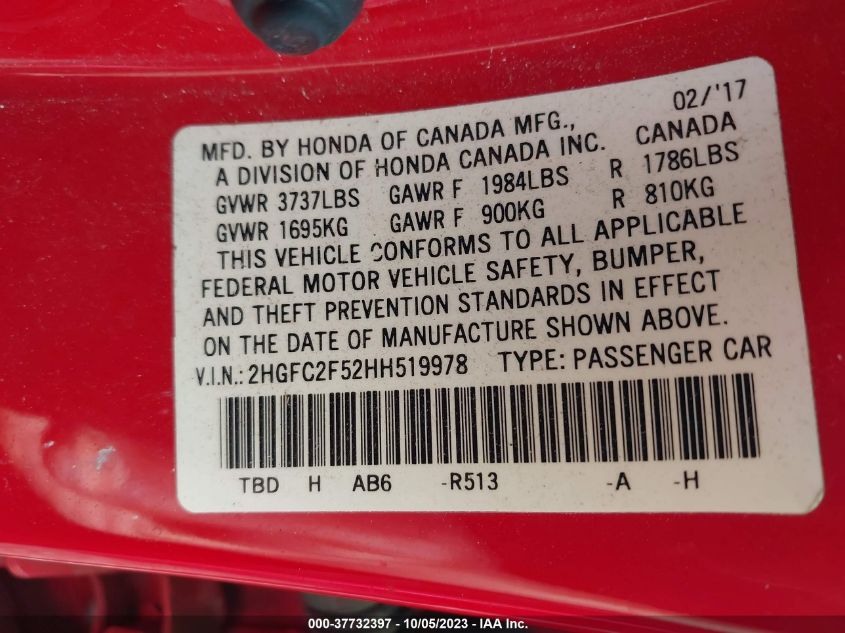 02/'17
MFD. BY HONDA OF CANADA MFG.,
A DIVISION OF HONDA CANADA INC. CANADA
GVWR 3737LBS GAWR F 1984LBS R 1786LBS
GVWR 1695KG GAWR F 900KG R 810KG
THIS VEHICLE CONFORMS TO ALL APPLICABLE
FEDERAL MOTOR VEHICLE SAFETY, BUMPER,
AND THEFT PREVENTION STANDARDS IN EFFECT
ON THE DATE OF MANUFACTURE SHOWN ABOVE.
V.I.N.: 2HGFC2F52HH519978 TYPE: PASSENGER CAR
TBD H AB6 -R513 -A -H
000-37732397 - 10/05/2023 - IAA Inc.